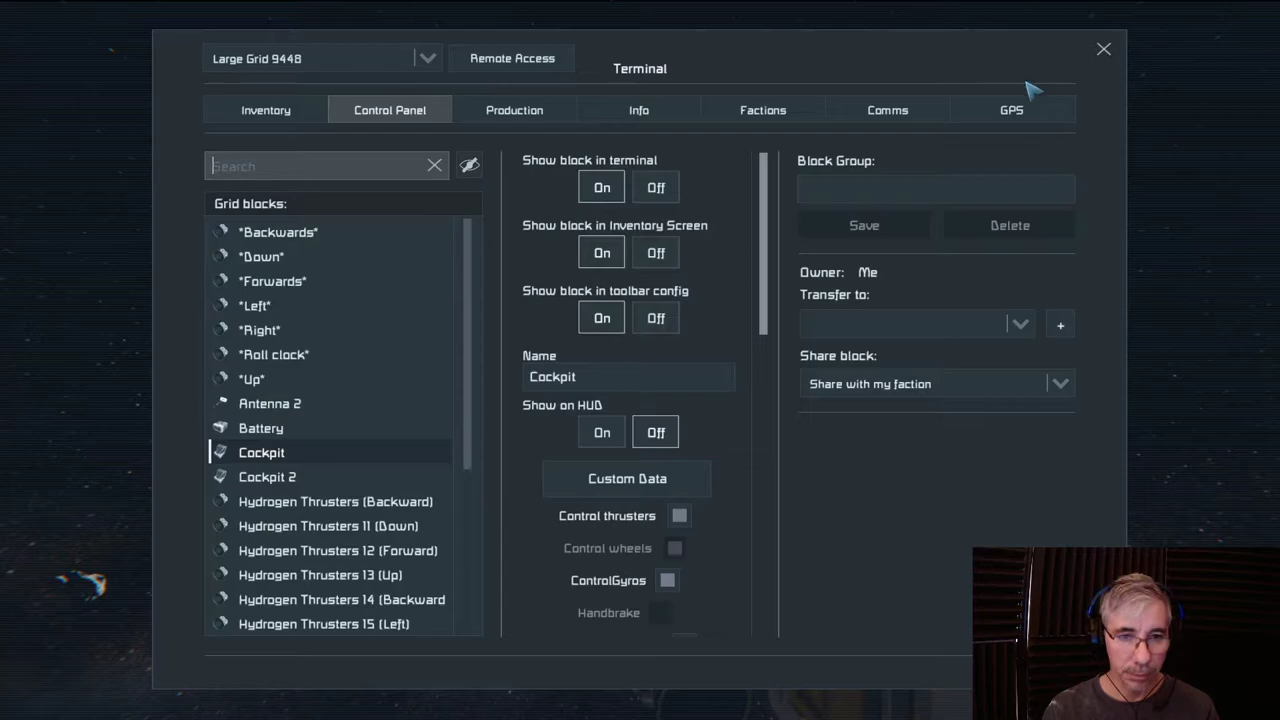 Large Grid 9448
Remote Access
Terminal
Inventory
Control Panel
Production
Info
Factions
Comms
GPS
Search
Grid blocks:
*Backwards*
*Down*
*Forwards*
*Left*
*Right*
*Roll clock*
*Up*
Antenna 2
Battery
Cockpit
Cockpit 2
Hydrogen Thrusters (Backward)
Hydrogen Thrusters 11 (Down)
Hydrogen Thrusters 12 (Forward)
Hydrogen Thrusters 13 (Up)
Hydrogen Thrusters 14 (Backward
Hydrogen Thrusters 15 (Left)
Show block in terminal
On Off
Show block in Inventory Screen
On Off
Show block in toolbar config
On Off
Name
Cockpit
Show on HUD
On Off
Custom Data
Control thrusters
Control wheels
ControlGyros
Handbrake
Block Group:
Save Delete
Owner: Me
Transfer to:
+
Share block:
Share with my faction